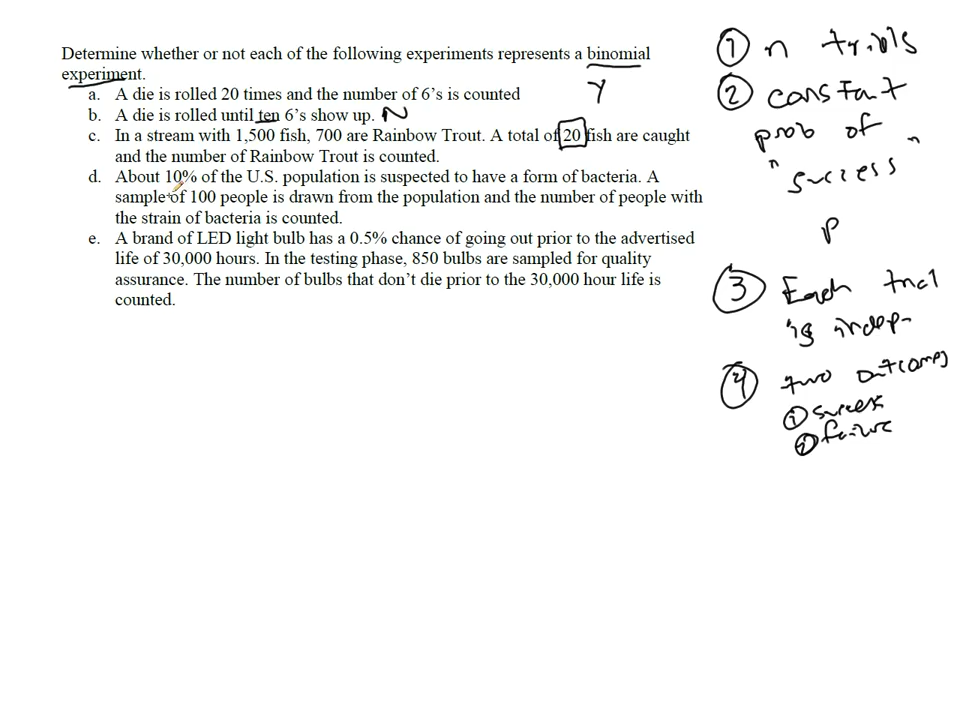 Determine whether or not each of the following experiments represents a binomial
experiment.
a. A die is rolled 20 times and the number of 6’s is counted
Y
b. A die is rolled until ten 6’s show up. N
c. In a stream with 1,500 fish, 700 are Rainbow Trout. A total of 20 fish are caught
and the number of Rainbow Trout is counted.
d. About 10% of the U.S. population is suspected to have a form of bacteria. A
sample of 100 people is drawn from the population and the number of people with
the strain of bacteria is counted.
e. A brand of LED light bulb has a 0.5% chance of going out prior to the advertised
life of 30,000 hours. In the testing phase, 850 bulbs are sampled for quality
assurance. The number of bulbs that don’t die prior to the 30,000 hour life is
counted.
① n trials
② constant
prob of
"success"
P
③ Each trial
is indep.
④ two outcomes
① success
② failure